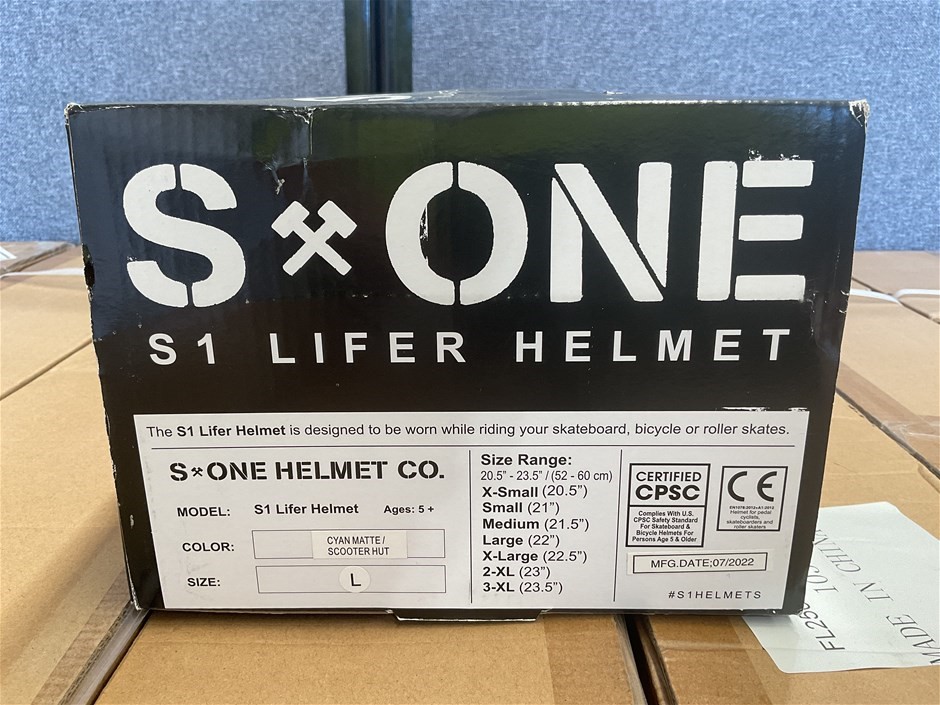 S ONE
S1 LIFER HELMET
The S1 Lifer Helmet is designed to be worn while riding your skateboard, bicycle or roller skates.
S ONE HELMET CO.
MODEL: S1 Lifer Helmet Ages: 5 +
COLOR: CYAN MATTE/
SCOOTER HUT
SIZE: L
Size Range:
20.5" - 23.5" / (52 - 60 cm)
X-Small (20.5")
Small (21")
Medium (21.5")
Large (22")
X-Large (22.5")
2-XL (23")
3-XL (23.5")
CERTIFIED
CPSC
Complies With U.S.
CPSC Safety Standard
For Skateboard &
Bicycle Helmets For
Persons Age 5 & Older
CE
EN1078:2012+A1:2012
Helmet for pedal
cyclists,
skateboarders and
roller skaters
MFG.DATE;07/2022
#S1HELMETS
MADE IN CHINA